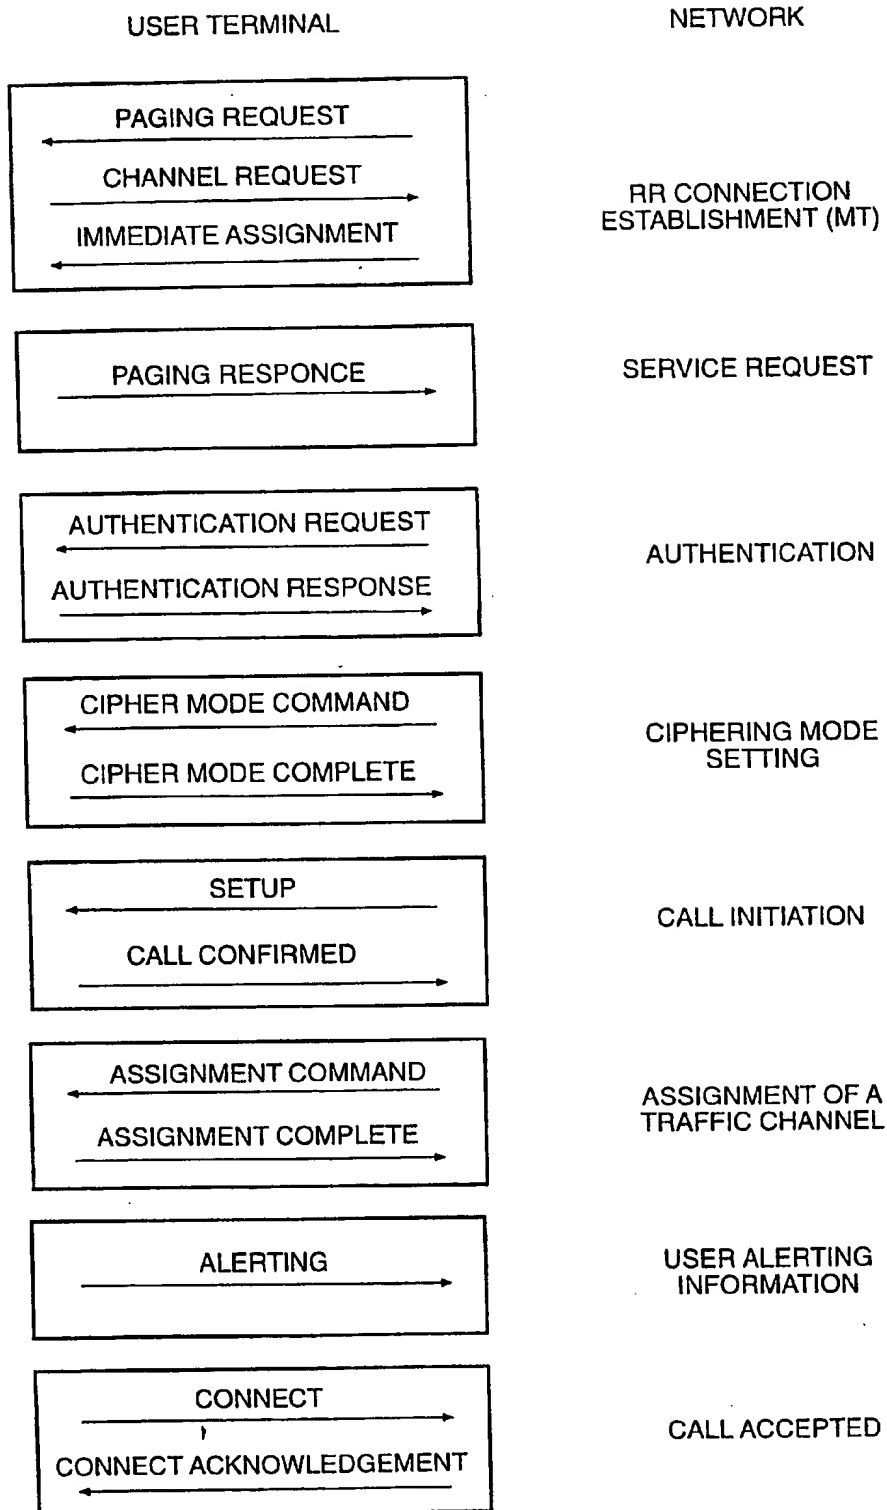 USER TERMINAL
NETWORK
PAGING REQUEST
CHANNEL REQUEST
IMMEDIATE ASSIGNMENT
RR CONNECTION
ESTABLISHMENT (MT)
PAGING RESPONCE
SERVICE REQUEST
AUTHENTICATION REQUEST
AUTHENTICATION RESPONSE
AUTHENTICATION
CIPHER MODE COMMAND
CIPHER MODE COMPLETE
CIPHERING MODE
SETTING
SETUP
CALL CONFIRMED
CALL INITIATION
ASSIGNMENT COMMAND
ASSIGNMENT COMPLETE
ASSIGNMENT OF A
TRAFFIC CHANNEL
ALERTING
USER ALERTING
INFORMATION
CONNECT
CONNECT ACKNOWLEDGEMENT
CALL ACCEPTED